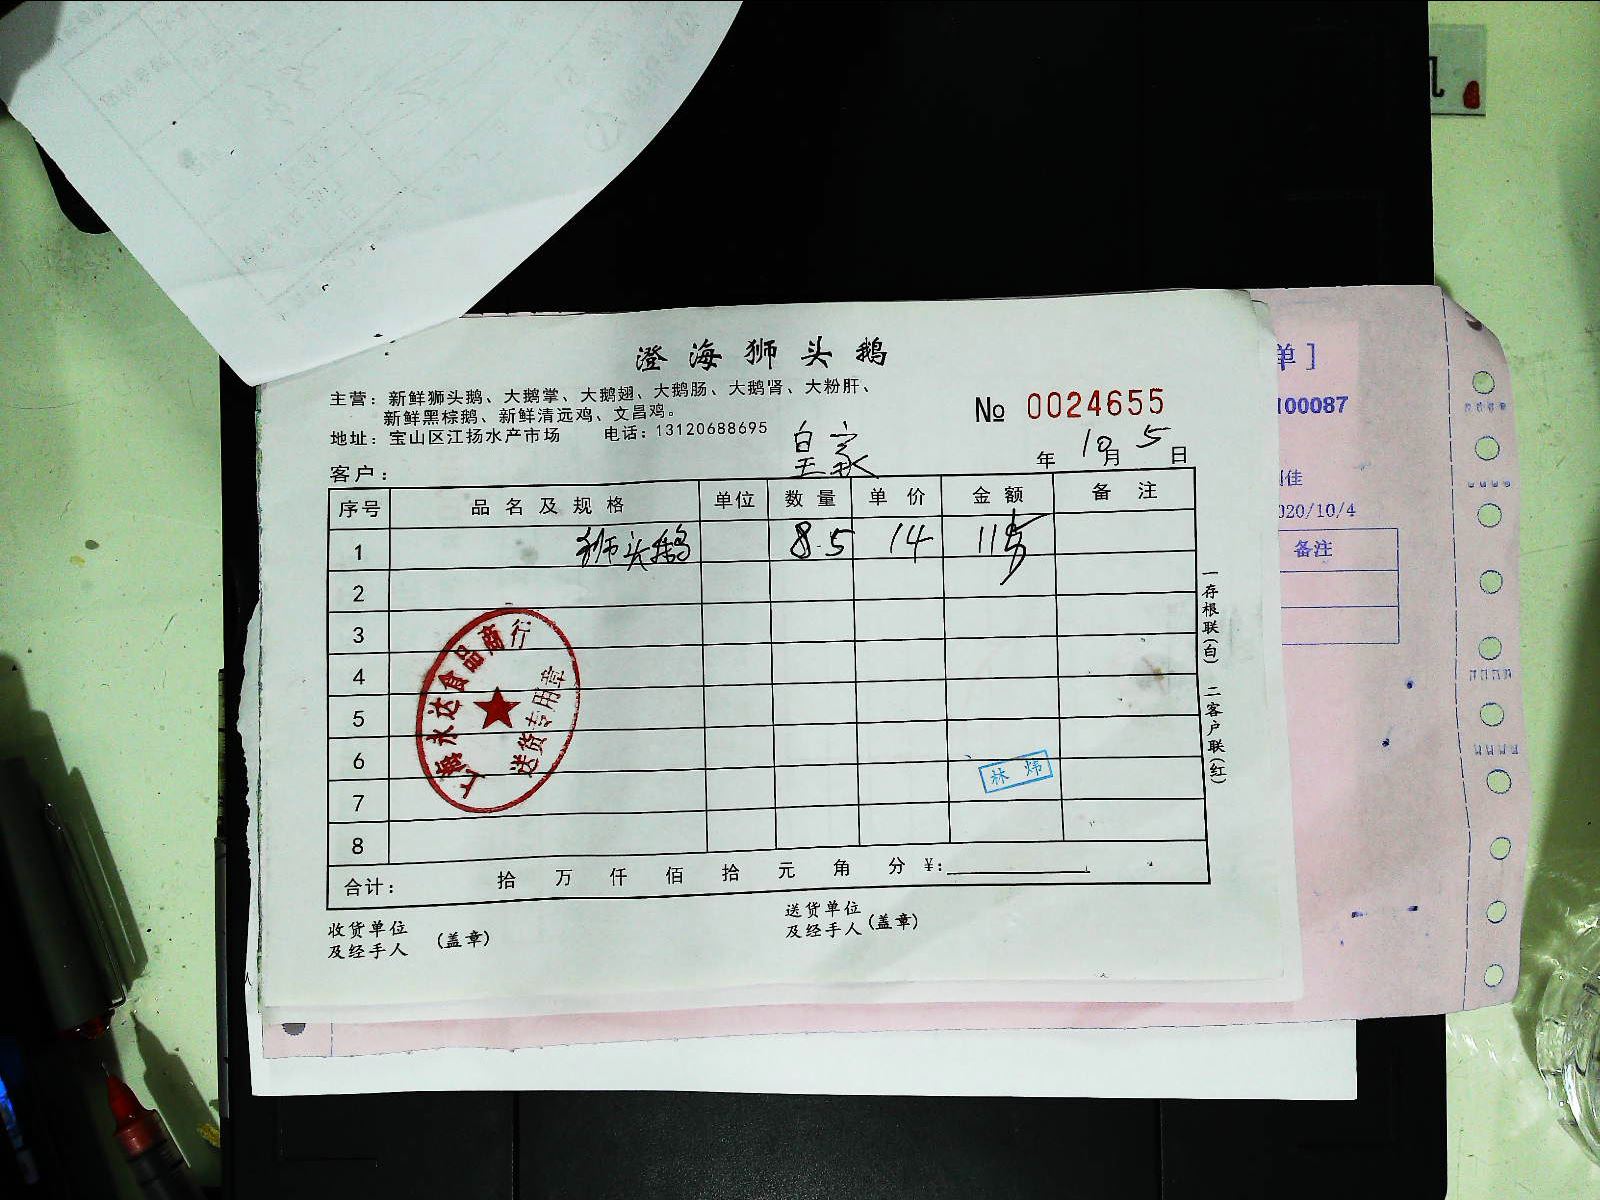 澄海狮头鹅
主营：新鲜狮头鹅、大鹅掌、大鹅翅、大鹅肠、大鹅肾、大粉肝、
新鲜黑棕鹅、新鲜清远鸡、文昌鸡。
№ 0024655
地址：宝山区江扬水产市场 电话：13120688695
客户： 皇家
年 10月 5日
序号 品名及规格 单位 数量 单价 金额 备注
1 狮头鹅 8.5 14 119
2
3
4
5
6
7
8
合计： 拾 万 仟 佰 拾 元 角 分 ¥:
收货单位
及经手人 (盖章)
送货单位
及经手人 (盖章)
一存根联(白) 二客户联(红)
上海永达食品商行
送货专用章
林炜
单]
100087
佳
020/10/4
备注